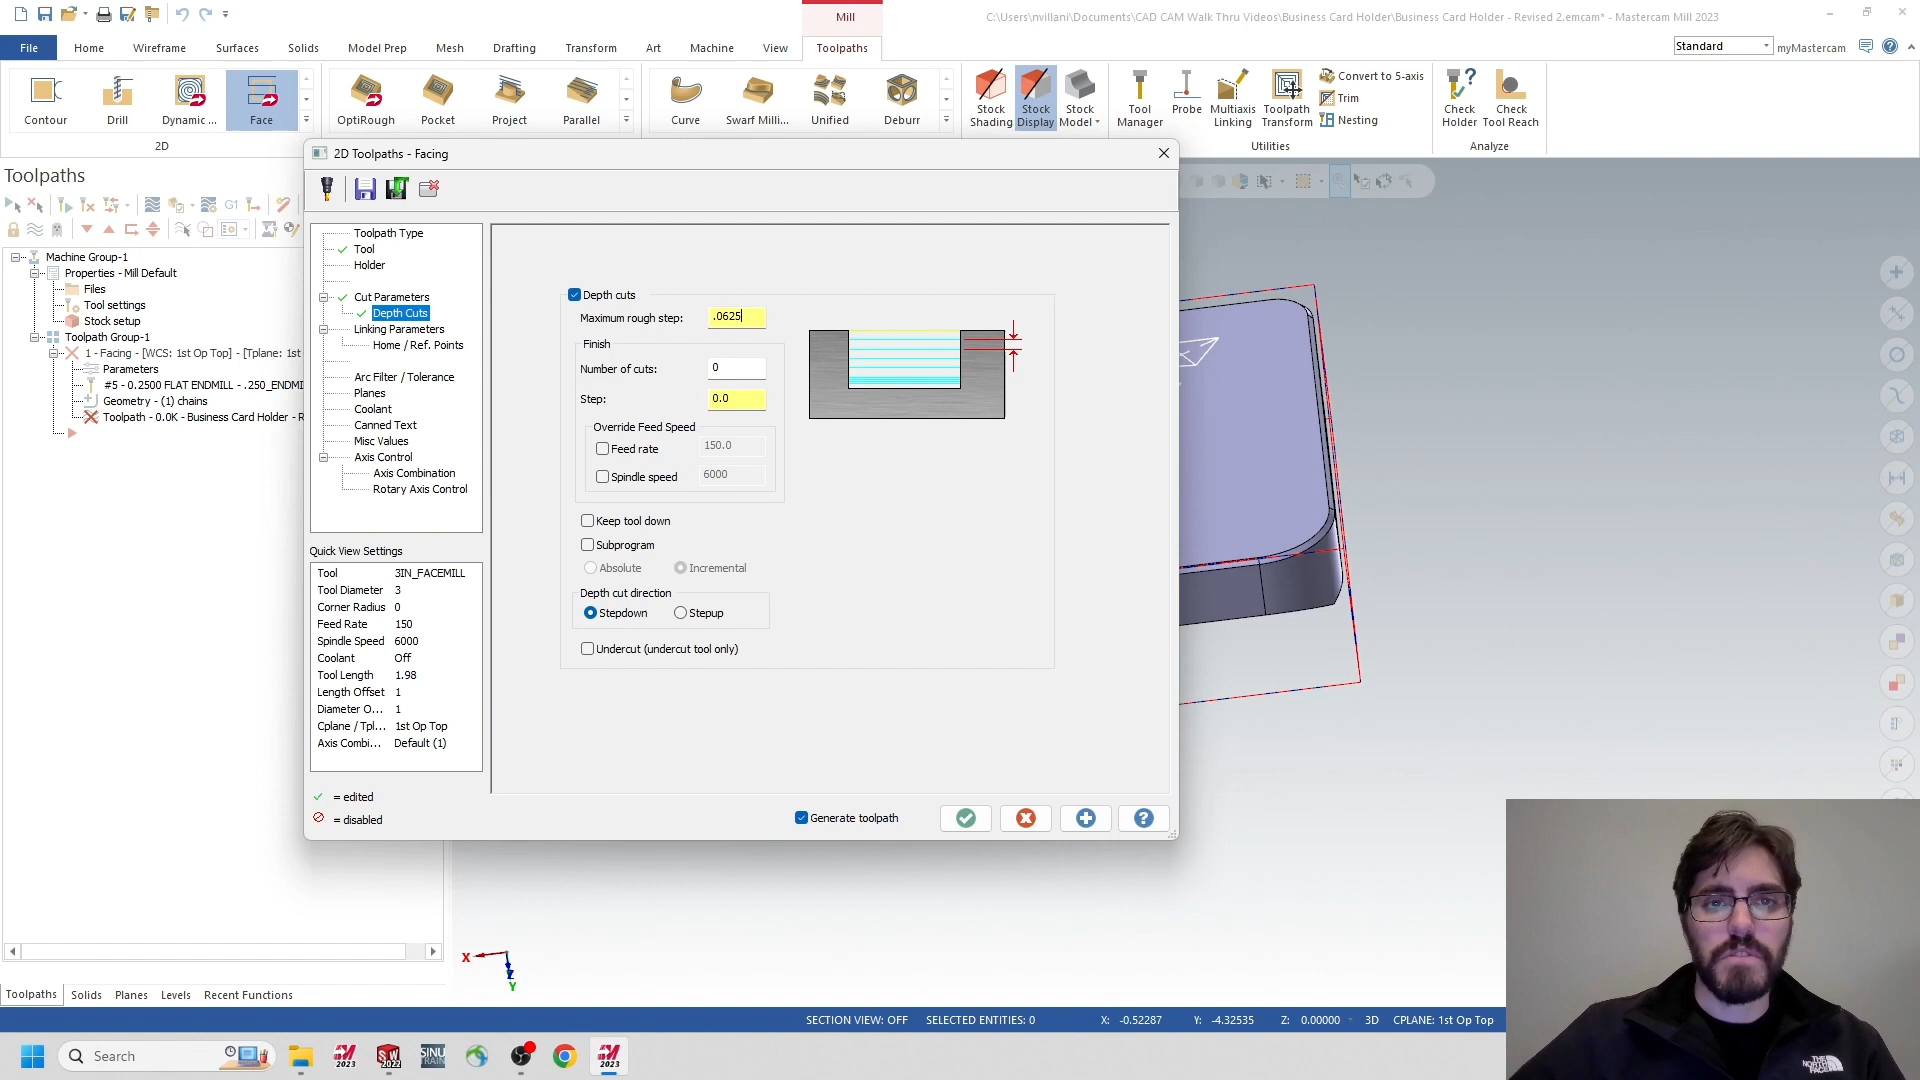 Mill
C:\Users\nvillani\Documents\CAD CAM Walk Thru Videos\Business Card Holder\Business Card Holder - Revised 2.emcam* - Mastercam Mill 2023
File Home Wireframe Surfaces Solids Model Prep Mesh Drafting Transform Art Machine View Toolpaths
Standard myMastercam
Contour Drill Dynamic ... Face
2D
OptiRough Pocket Project Parallel
Curve Swarf Milli... Unified Deburr
Stock Shading
Stock Display
Stock Model
Tool Manager
Probe
Multiaxis Linking
Toolpath Transform
Convert to 5-axis
Trim
Nesting
Utilities
Check Holder
Check Tool Reach
Analyze
Toolpaths
G1
Machine Group-1
Properties - Mill Default
Files
Tool settings
Stock setup
Toolpath Group-1
1 - Facing - [WCS: 1st Op Top] - [Tplane: 1st
Parameters
#5 - 0.2500 FLAT ENDMILL - .250_ENDMI
Geometry - (1) chains
Toolpath - 0.0K - Business Card Holder - R
2D Toolpaths - Facing
Toolpath Type
Tool
Holder
Cut Parameters
Depth Cuts
Linking Parameters
Home / Ref. Points
Arc Filter / Tolerance
Planes
Coolant
Canned Text
Misc Values
Axis Control
Axis Combination
Rotary Axis Control
Quick View Settings
Tool 3IN_FACEMILL
Tool Diameter 3
Corner Radius 0
Feed Rate 150
Spindle Speed 6000
Coolant Off
Tool Length 1.98
Length Offset 1
Diameter O... 1
Cplane / Tpl... 1st Op Top
Axis Combi... Default (1)
= edited
= disabled
Depth cuts
Maximum rough step: .0625
Finish
Number of cuts: 0
Step: 0.0
Override Feed Speed
Feed rate 150.0
Spindle speed 6000
Keep tool down
Subprogram
Absolute Incremental
Depth cut direction
Stepdown Stepup
Undercut (undercut tool only)
Generate toolpath
X
Z
Y
Toolpaths Solids Planes Levels Recent Functions
SECTION VIEW: OFF SELECTED ENTITIES: 0 X: -0.52287 Y: -4.32535 Z: 0.00000 3D CPLANE: 1st Op Top
Search
2023
SW 2022
SINU TRAIN
2023
THE NORTH FACE